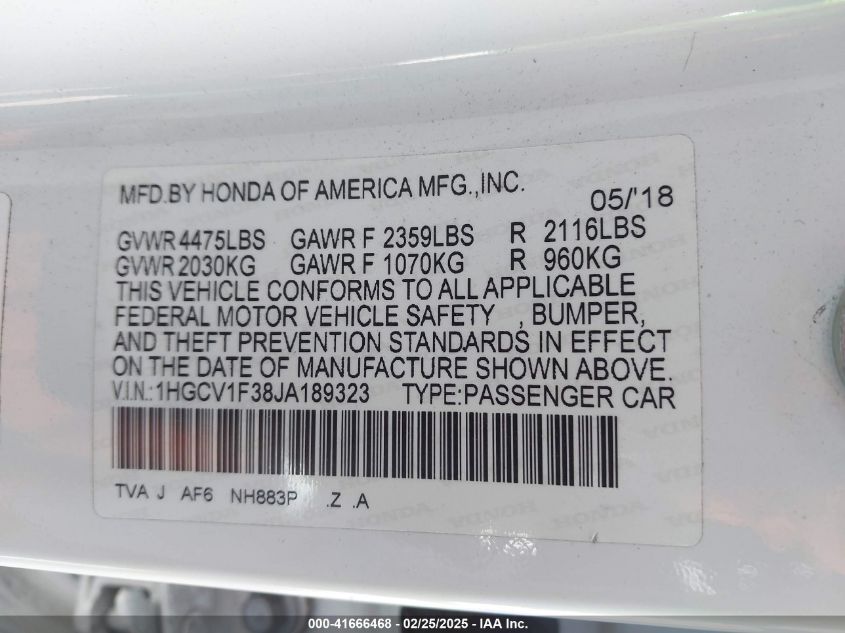 MFD.BY HONDA OF AMERICA MFG.,INC. 05/'18
GVWR 4475LBS GAWR F 2359LBS R 2116LBS
GVWR 2030KG GAWR F 1070KG R 960KG
THIS VEHICLE CONFORMS TO ALL APPLICABLE
FEDERAL MOTOR VEHICLE SAFETY , BUMPER,
AND THEFT PREVENTION STANDARDS IN EFFECT
ON THE DATE OF MANUFACTURE SHOWN ABOVE.
V.I.N.:1HGCV1F38JA189323 TYPE:PASSENGER CAR
TVA J AF6 NH883P .Z .A
000-41666468 - 02/25/2025 - IAA Inc.